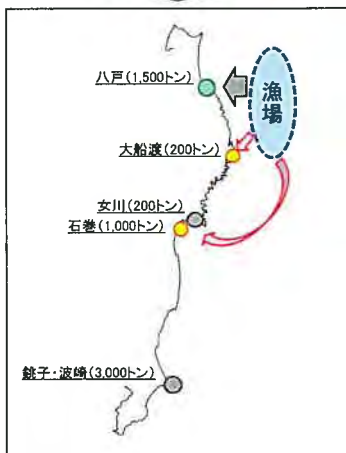 八戸(1,500トン)
漁場
大船渡(200トン)
女川(200トン)
石巻(1,000トン)
銚子・波崎(3,000トン)